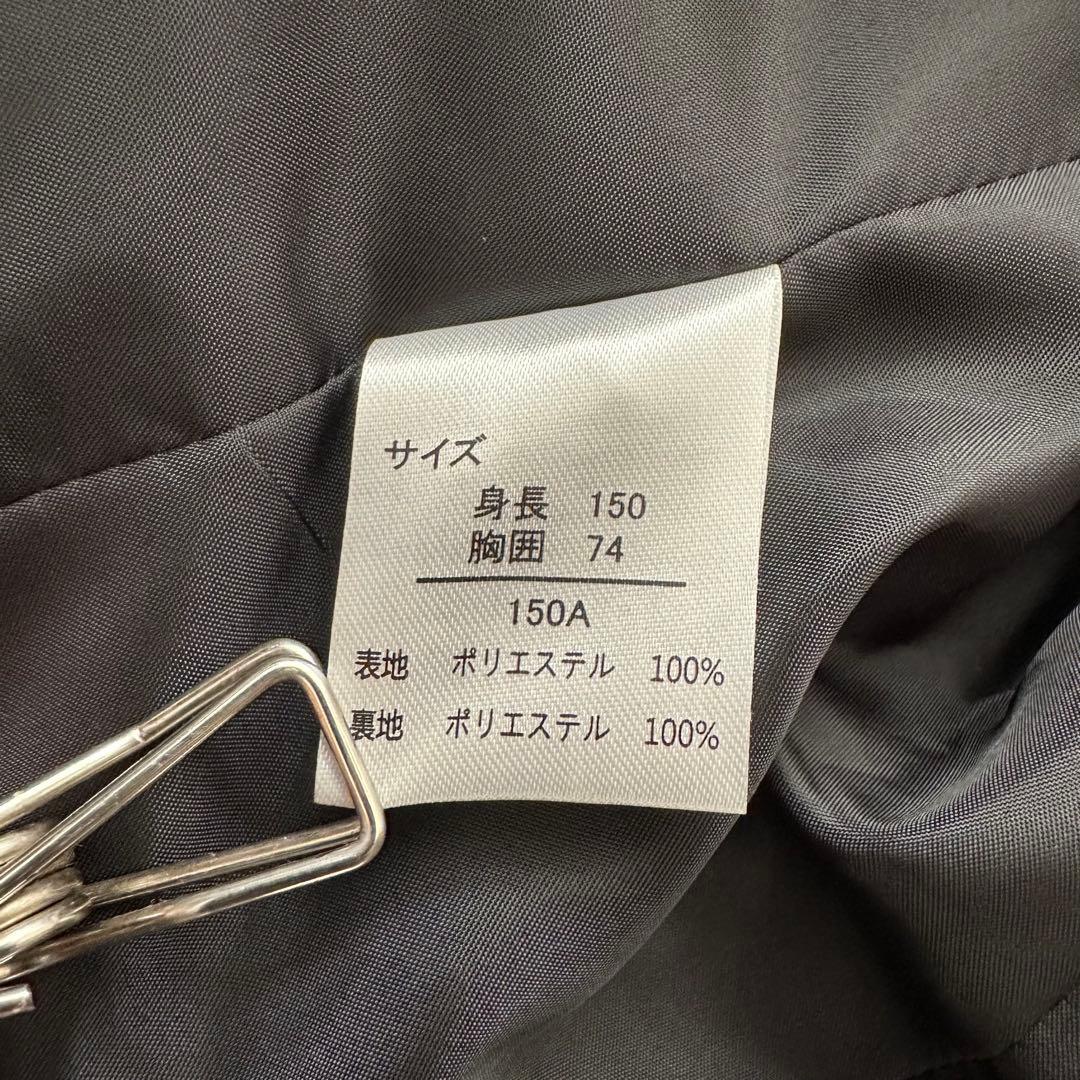 サイズ
身長 150
胸囲 74
150A
表地 ポリエステル 100%
裏地 ポリエステル 100%